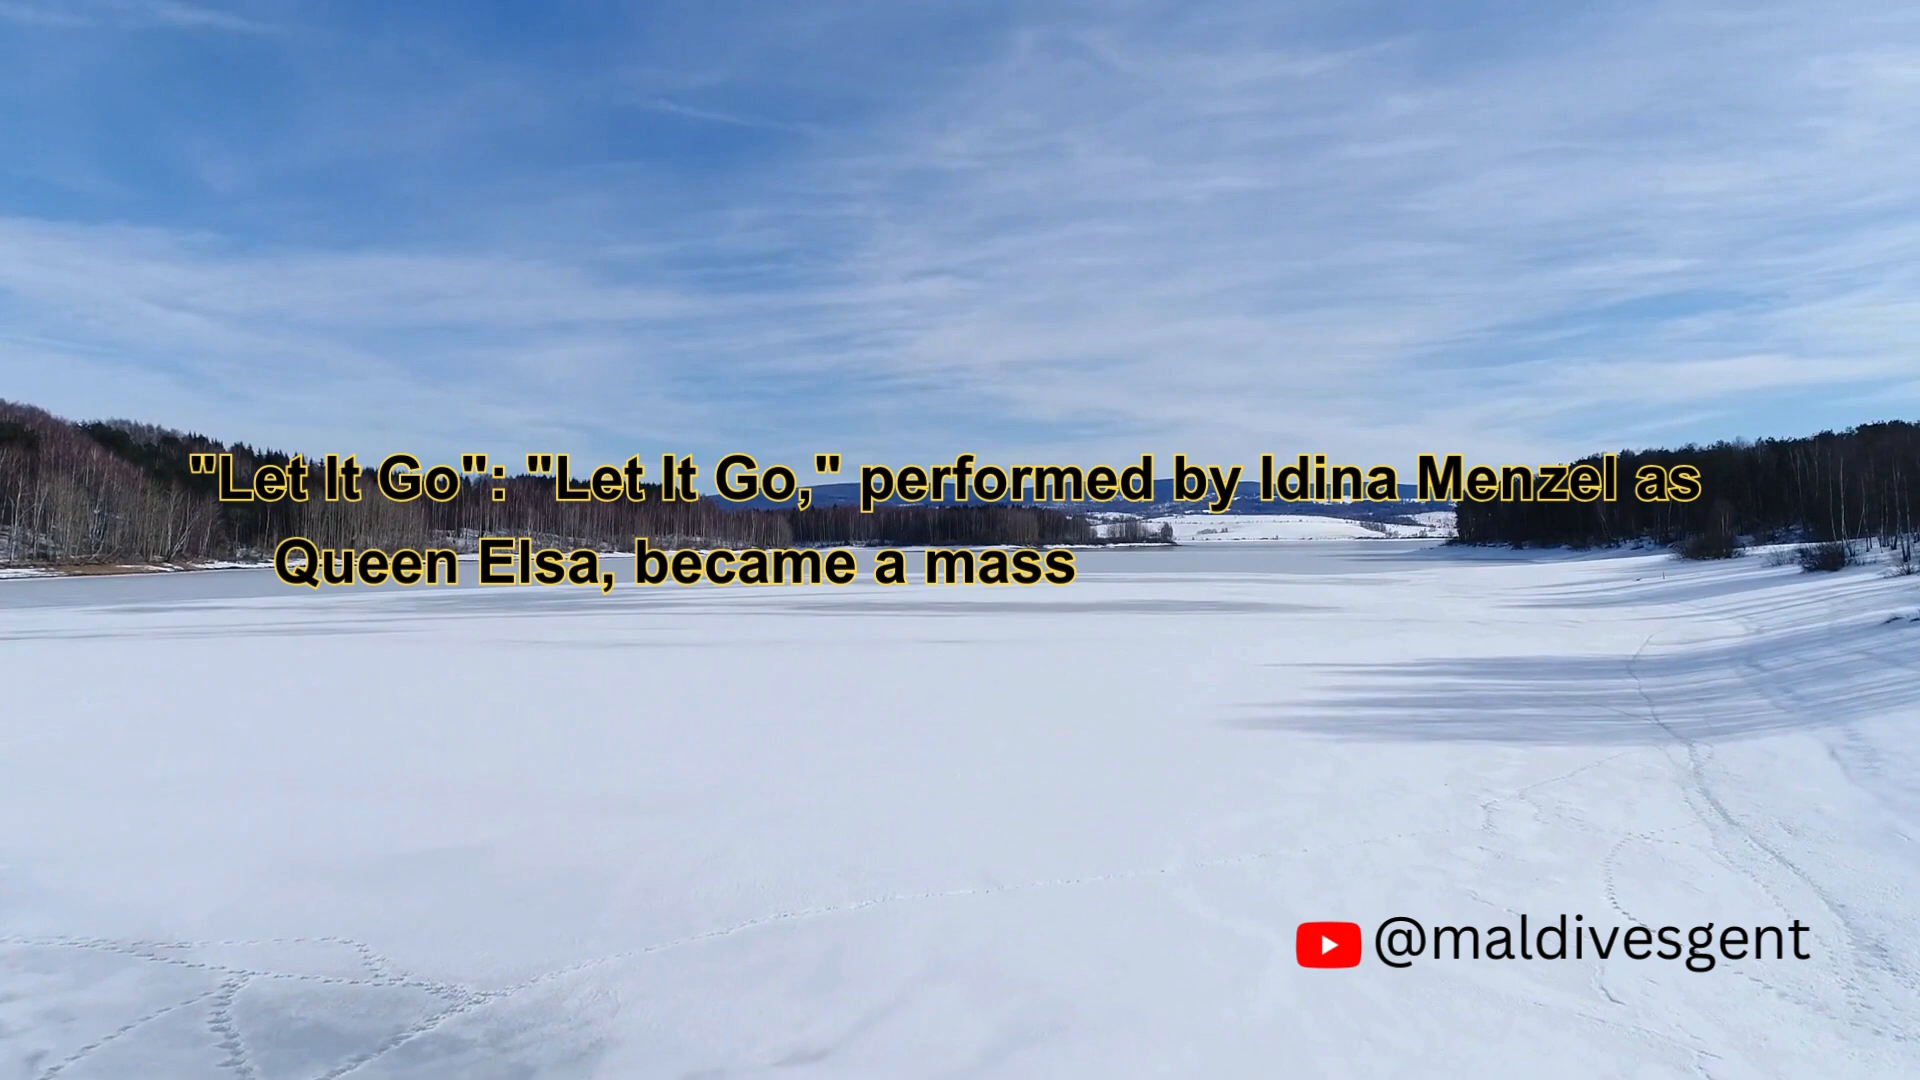 "Let It Go": "Let It Go," performed by Idina Menzel as
Queen Elsa, became a mass
@maldivesgent